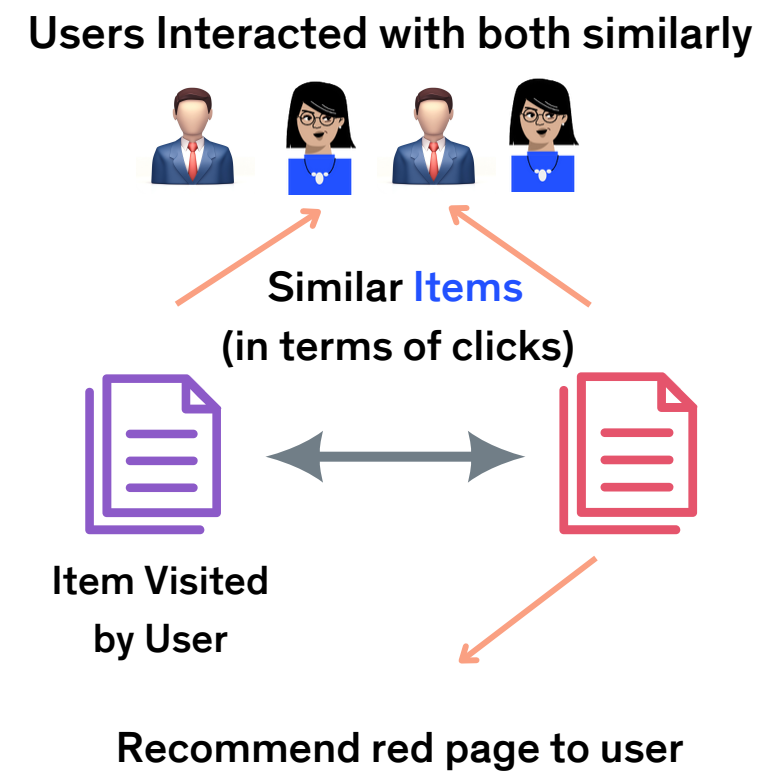 Users Interacted with both similarly
Similar Items
(in terms of clicks)
Item Visited
by User
Recommend red page to user